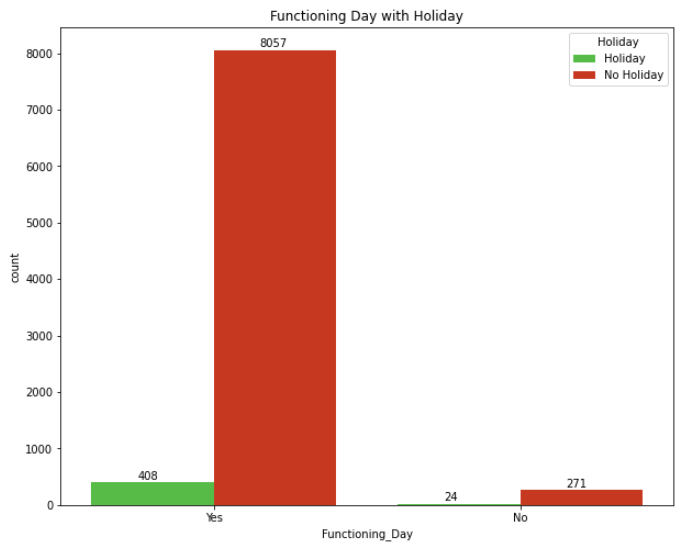 Functioning Day with Holiday
8057
Holiday
Holiday
No Holiday
8000
7000
6000
5000
4000
3000
2000
1000
0
count
408
24
271
Yes
No
Functioning_Day